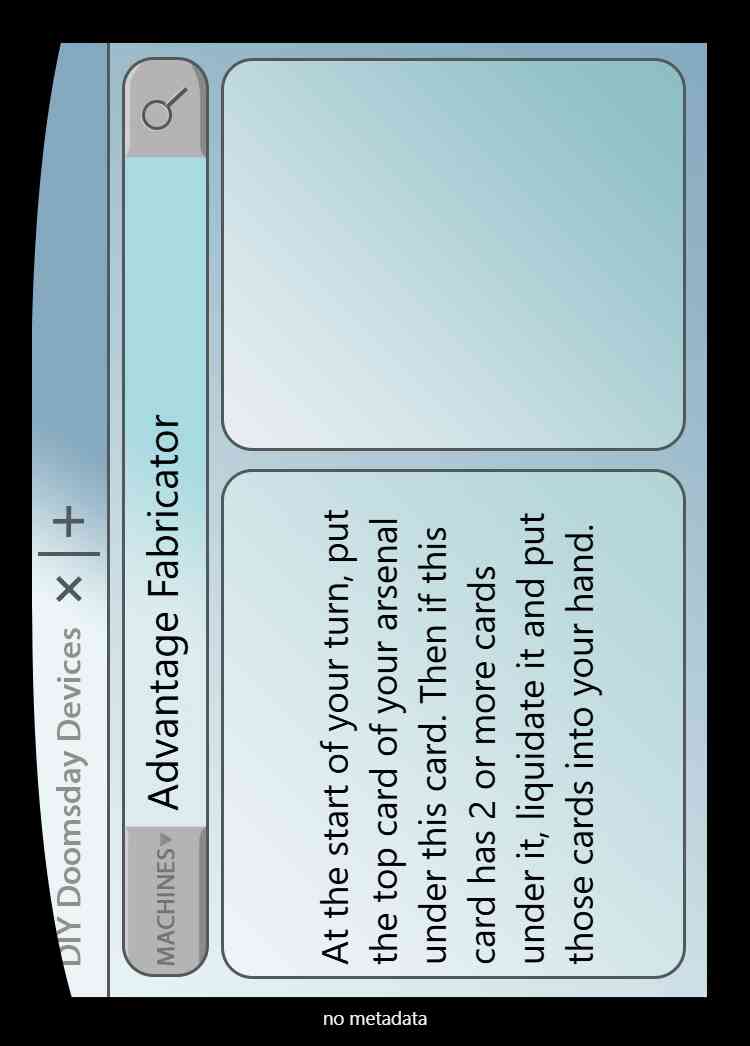 DIY Doomsday Devices × | +
MACHINES▼ Advantage Fabricator
At the start of your turn, put
the top card of your arsenal
under this card. Then if this
card has 2 or more cards
under it, liquidate it and put
those cards into your hand.
no metadata